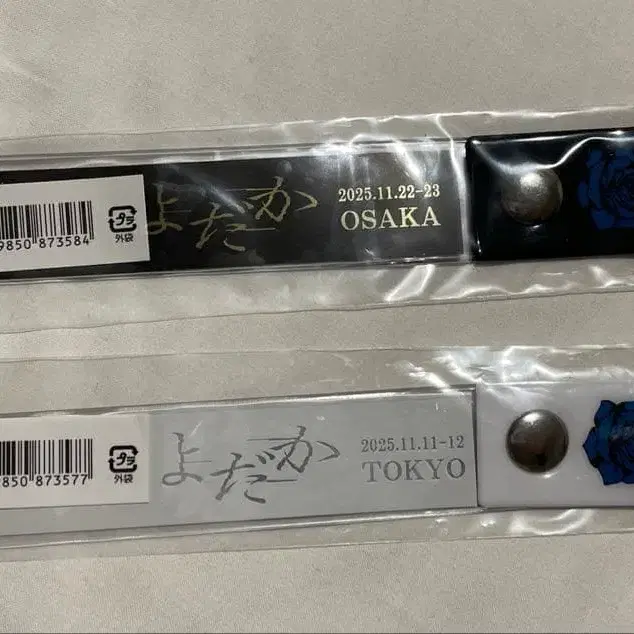 9850 873584
プラ
外袋
よだか
2025.11.22-23
OSAKA
9850 873577
プラ
外袋
よだか
2025.11.11-12
TOKYO